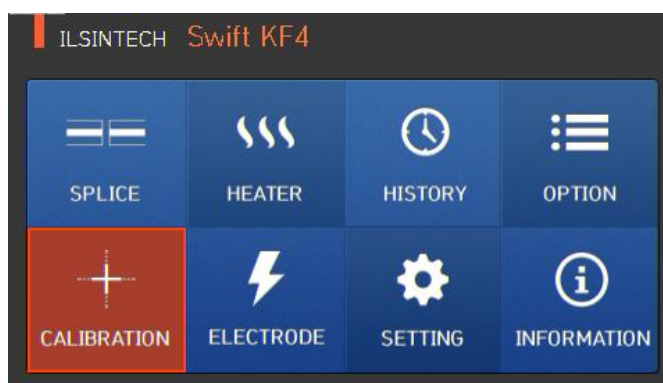 ILSINTECH Swift KF4
SPLICE HEATER HISTORY OPTION
CALIBRATION ELECTRODE SETTING INFORMATION